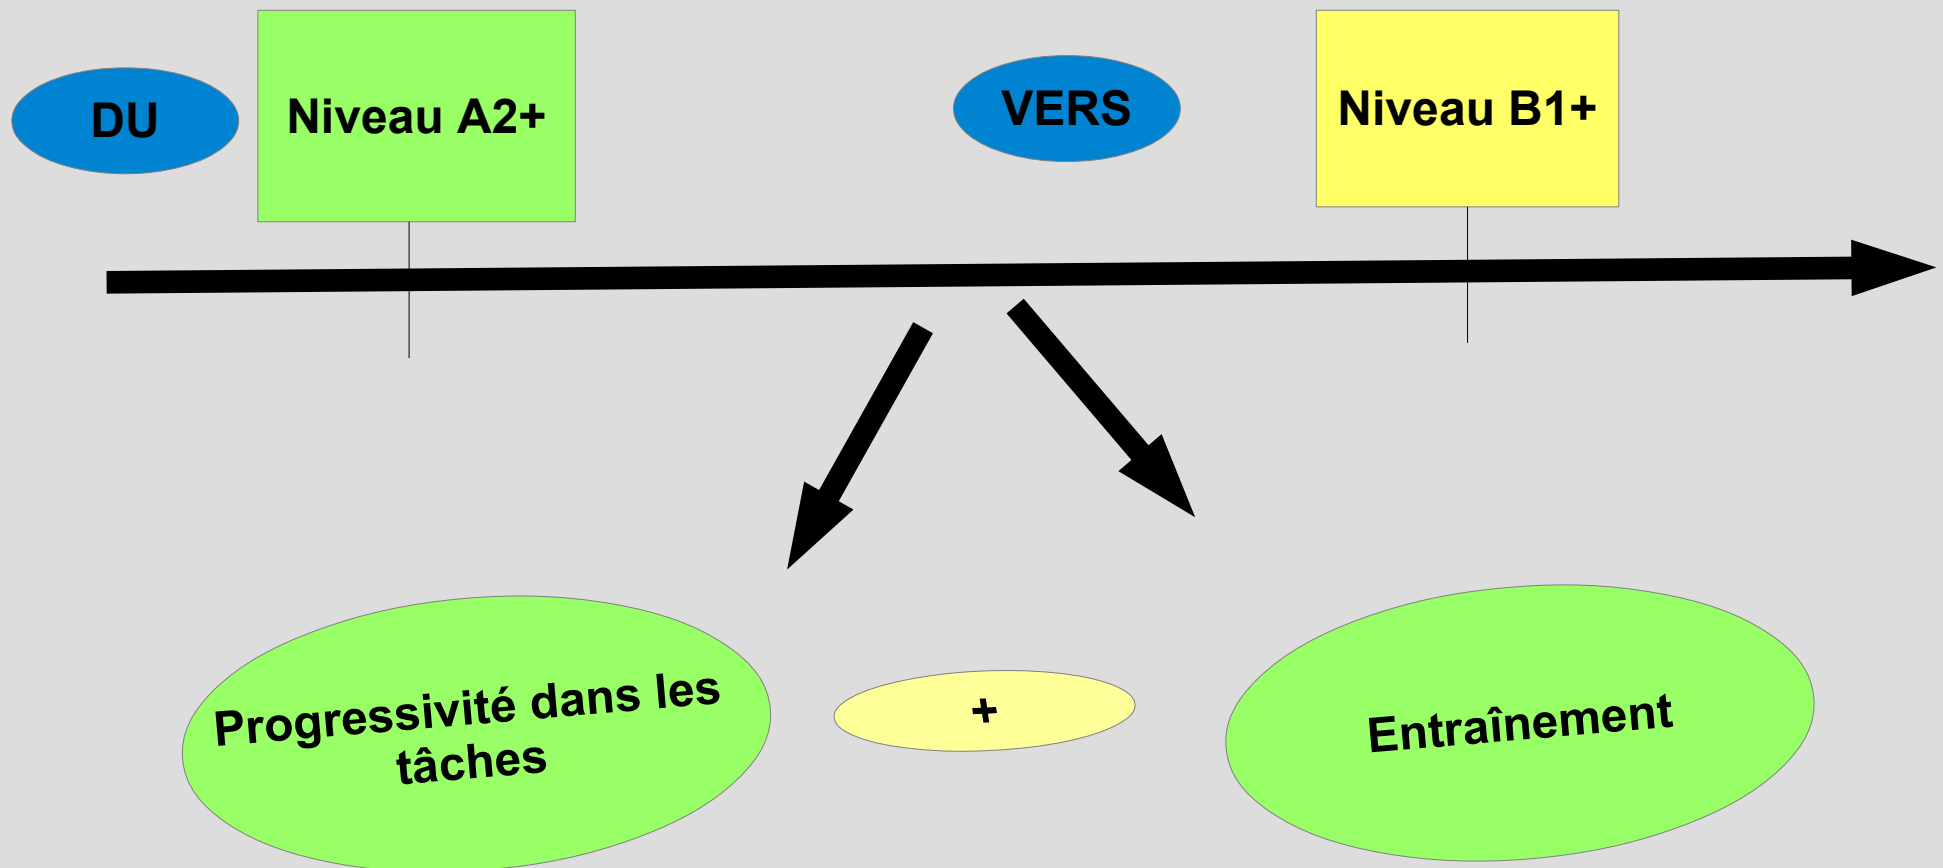 DU
Niveau A2+
VERS
Niveau B1+
Progressivité dans les
tâches
+
Entraînement